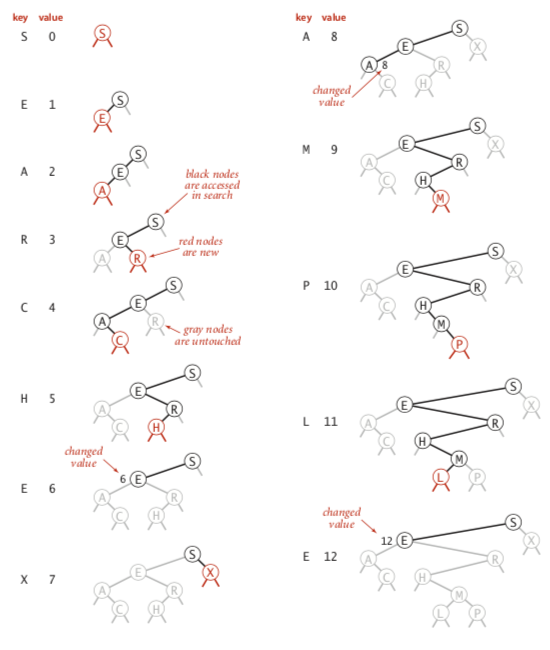 key value
S 0
S
E 1
S
E
A 2
S
E
A
black nodes
are accessed
in search
R 3
S
E
A R
red nodes
are new
C 4
S
E
A R
C
gray nodes
are untouched
H 5
S
E
A R
C H
changed
value
E 6
S
6 E
A R
C H
X 7
S
E X
A R
C H
key value
A 8
S
E X
A 8 R
C H
changed
value
M 9
S
E X
A R
C H
M
P 10
S
E X
A R
C H
M
P
L 11
S
E X
A R
C H
M
L P
changed
value
E 12
S
12 E X
A R
C H
M
L P